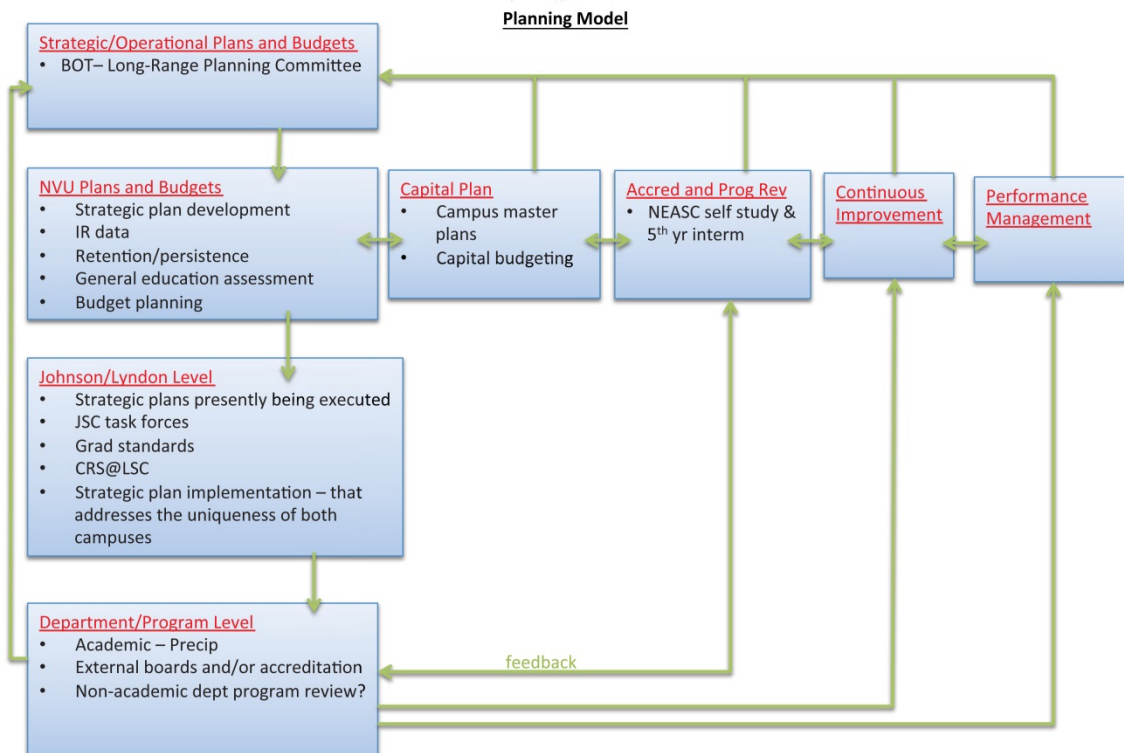 Planning Model
Strategic/Operational Plans and Budgets
• BOT– Long-Range Planning Committee
NVU Plans and Budgets
• Strategic plan development
• IR data
• Retention/persistence
• General education assessment
• Budget planning
Capital Plan
• Campus master
plans
• Capital budgeting
Accred and Prog Rev
• NEASC self study &
5th yr interm
Continuous
Improvement
Performance
Management
Johnson/Lyndon Level
• Strategic plans presently being executed
• JSC task forces
• Grad standards
• CRS@LSC
• Strategic plan implementation – that
addresses the uniqueness of both
campuses
Department/Program Level
• Academic – Precip
• External boards and/or accreditation
• Non-academic dept program review?
feedback